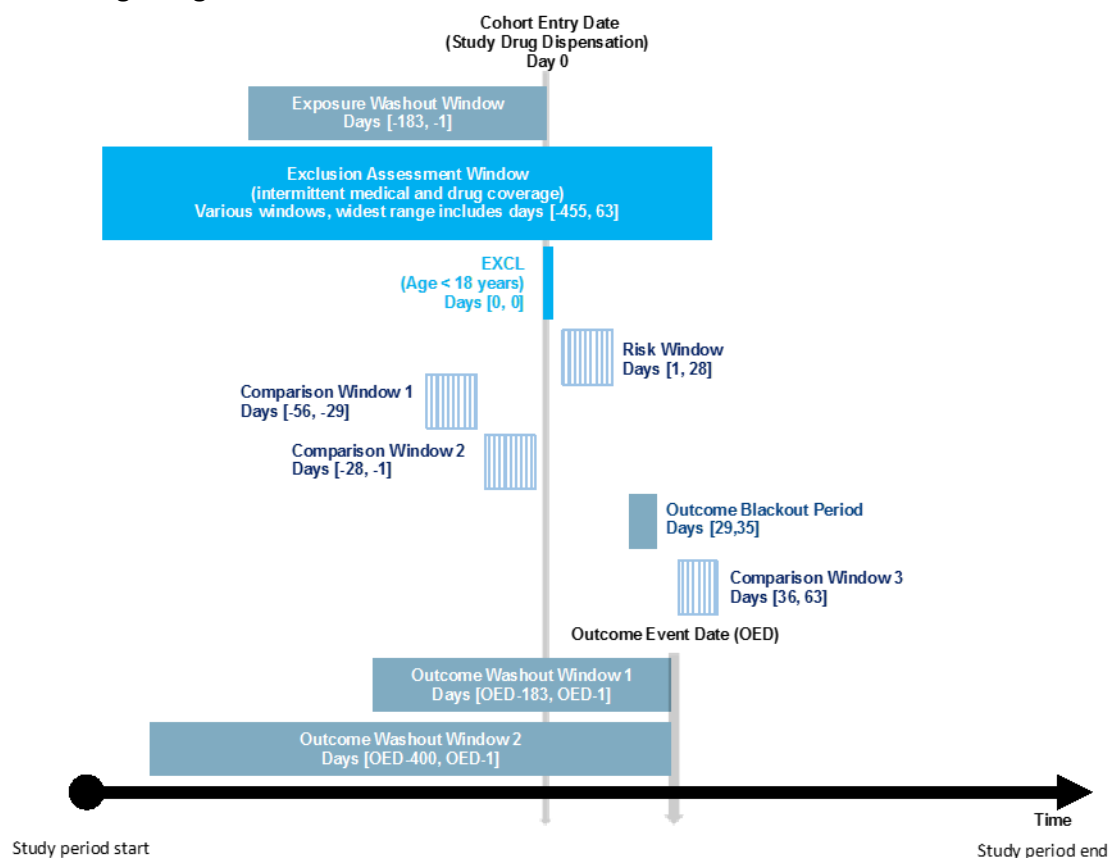 Cohort Entry Date
(Study Drug Dispensation)
Day 0
Exposure Washout Window
Days [-183, -1]
Exclusion Assessment Window
(intermittent medical and drug coverage)
Various windows, widest range includes days [-455, 63]
EXCL
(Age < 18 years)
Days [0, 0]
Risk Window
Days [1, 28]
Comparison Window 1
Days [-56, -29]
Comparison Window 2
Days [-28, -1]
Outcome Blackout Period
Days [29,35]
Comparison Window 3
Days [36, 63]
Outcome Event Date (OED)
Outcome Washout Window 1
Days [OED-183, OED-1]
Outcome Washout Window 2
Days [OED-400, OED-1]
Time
Study period start
Study period end